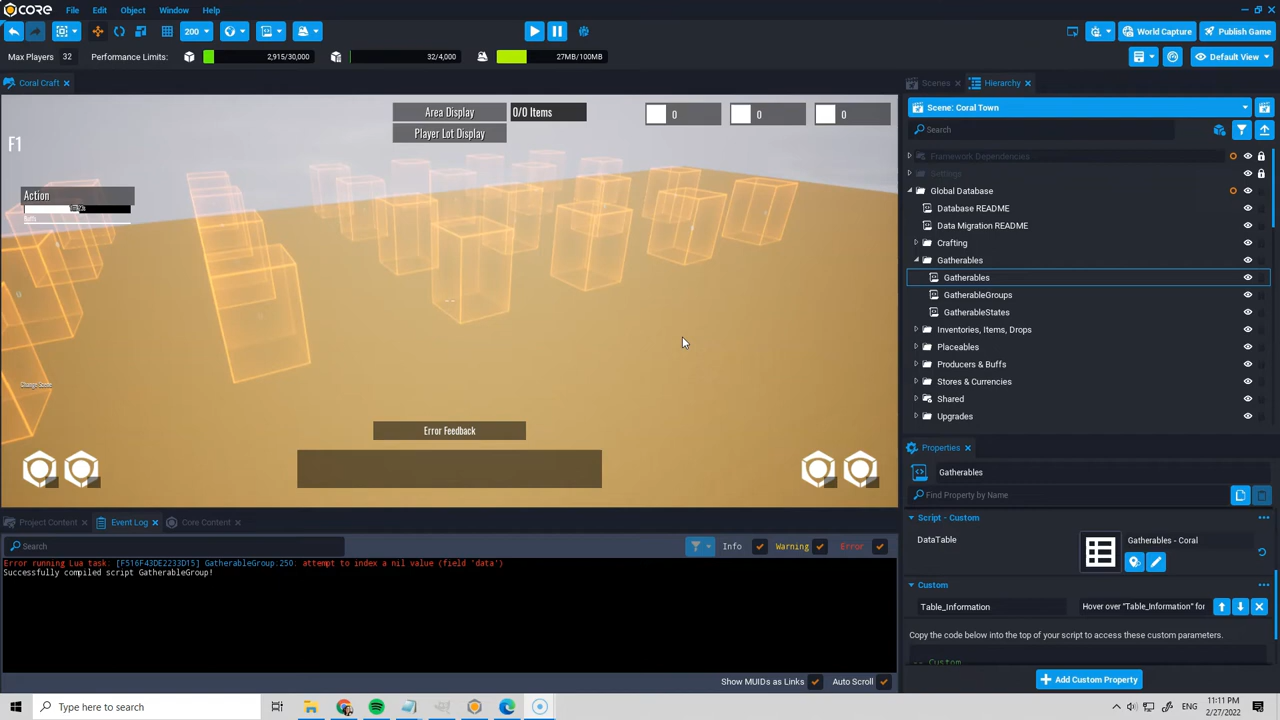 CORE File Edit Object Window Help
200 World Capture Publish Game
Max Players 32 Performance Limits: 2,915/30,000 32/4,000 27MB/100MB Default View
Coral Craft Scenes Hierarchy
Scene: Coral Town
Area Display 0/0 Items 0 0 0
Player Lot Display
F1
Action
Search
Framework Dependencies
Settings
Global Database
Database README
Data Migration README
Crafting
Gatherables
Gatherables
GatherableGroups
GatherableStates
Inventories, Items, Drops
Placeables
Producers & Buffs
Stores & Currencies
Shared
Upgrades
Change Scene
Error Feedback
Properties
Gatherables
Find Property by Name
Script - Custom
DataTable Gatherables - Coral
Custom
Table_Information Hover over "Table_Information" for
Copy the code below into the top of your script to access these custom parameters.
-- Custom
Add Custom Property
Project Content Event Log Core Content
Search Info Warning Error
Error running Lua task: [F516F43DE2233D15] GatherableGroup:250: attempt to index a nil value (field 'data')
Successfully compiled script GatherableGroup!
Show MUIDs as Links Auto Scroll
Type here to search
ENG 11:11 PM
2/27/2022